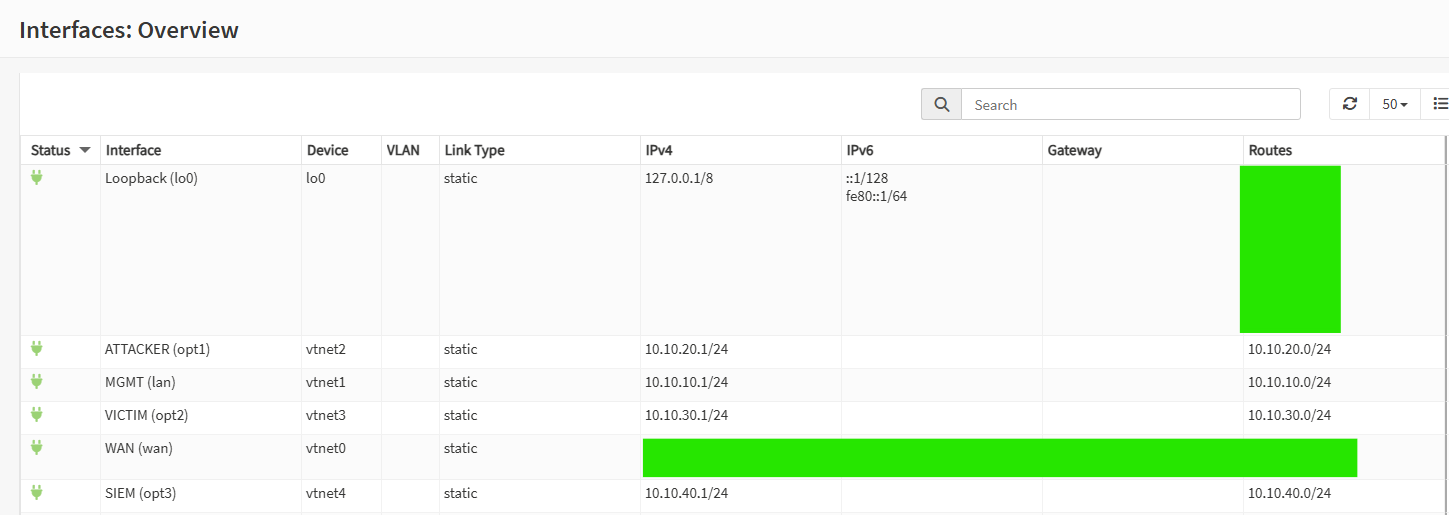 Interfaces: Overview
Search
50
Status Interface Device VLAN Link Type IPv4 IPv6 Gateway Routes
Loopback (lo0) lo0 static 127.0.0.1/8 ::1/128
fe80::1/64
ATTACKER (opt1) vtnet2 static 10.10.20.1/24 10.10.20.0/24
MGMT (lan) vtnet1 static 10.10.10.1/24 10.10.10.0/24
VICTIM (opt2) vtnet3 static 10.10.30.1/24 10.10.30.0/24
WAN (wan) vtnet0 static
SIEM (opt3) vtnet4 static 10.10.40.1/24 10.10.40.0/24